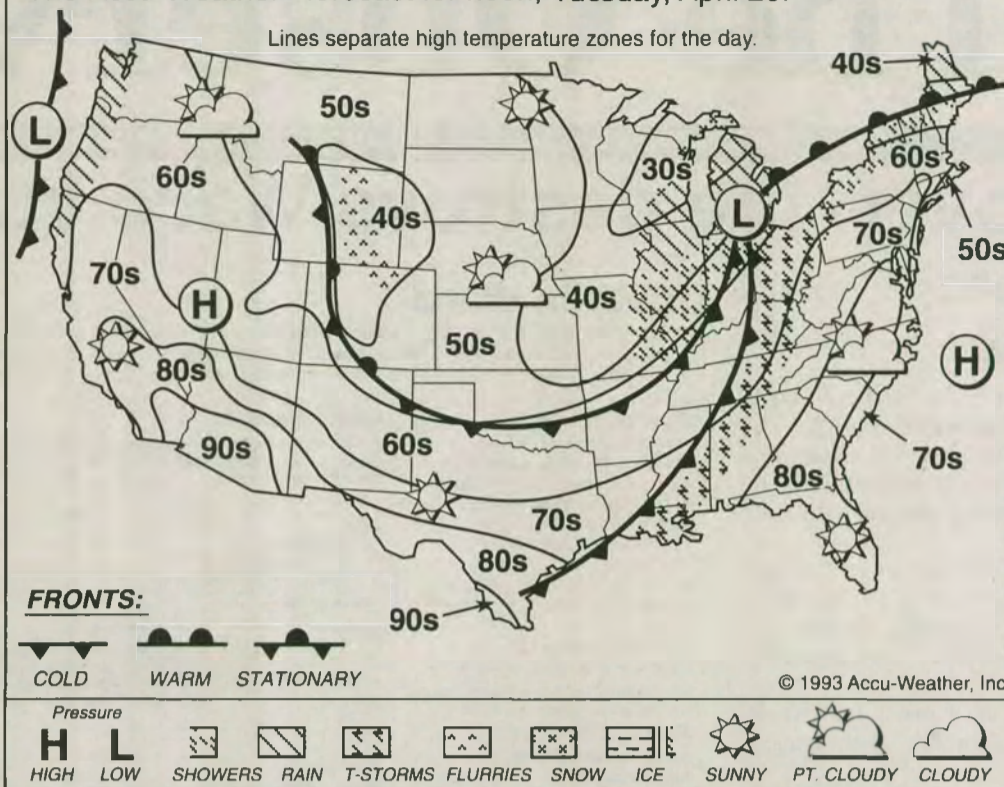 Lines separate high temperature zones for the day.
40s
L
50s
60s
30s
L
60s
40s
70s
50s
70s
H
40s
50s
H
80s
60s
90s
70s
80s
70s
80s
90s
FRONTS:
COLD WARM STATIONARY
© 1993 Accu-Weather, Inc
Pressure
H L
HIGH LOW SHOWERS RAIN T-STORMS FLURRIES SNOW ICE SUNNY PT. CLOUDY CLOUDY